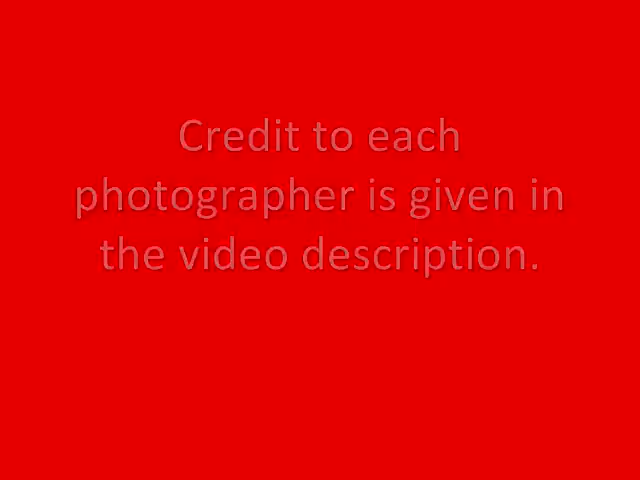 Credit to each
photographer is given in
the video description.